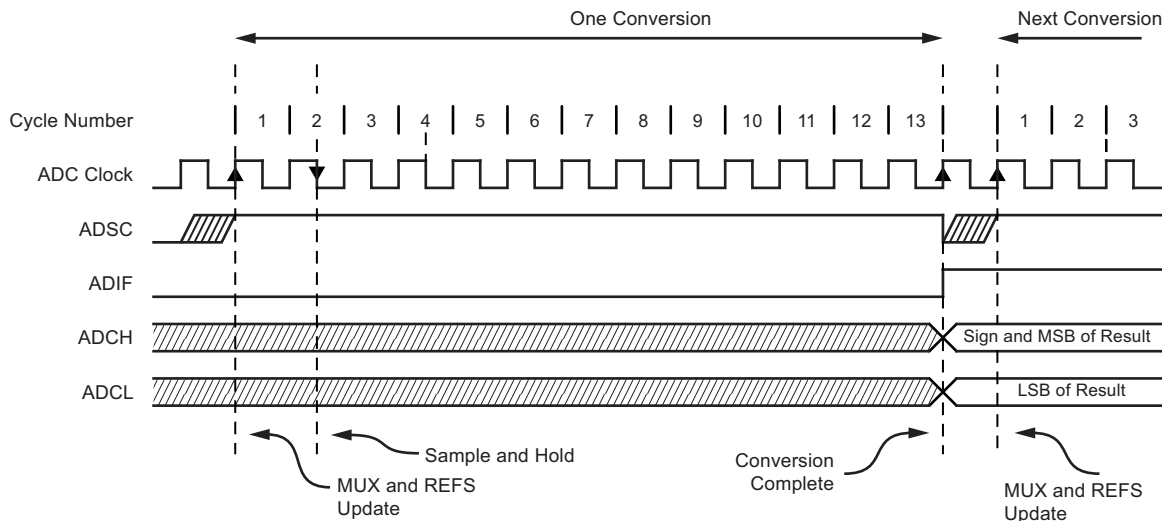 One Conversion
Next Conversion
Cycle Number 1 2 3 4 5 6 7 8 9 10 11 12 13 1 2 3
ADC Clock
ADSC
ADIF
ADCH
Sign and MSB of Result
ADCL
LSB of Result
Sample and Hold
MUX and REFS
Update
Conversion
Complete
MUX and REFS
Update